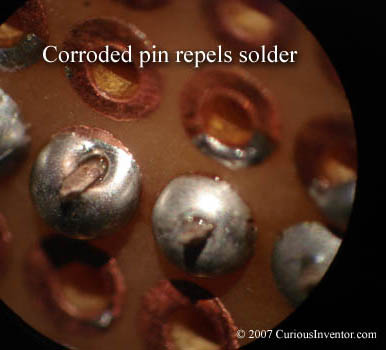 Corroded pin repels solder
© 2007 CuriousInventor.com